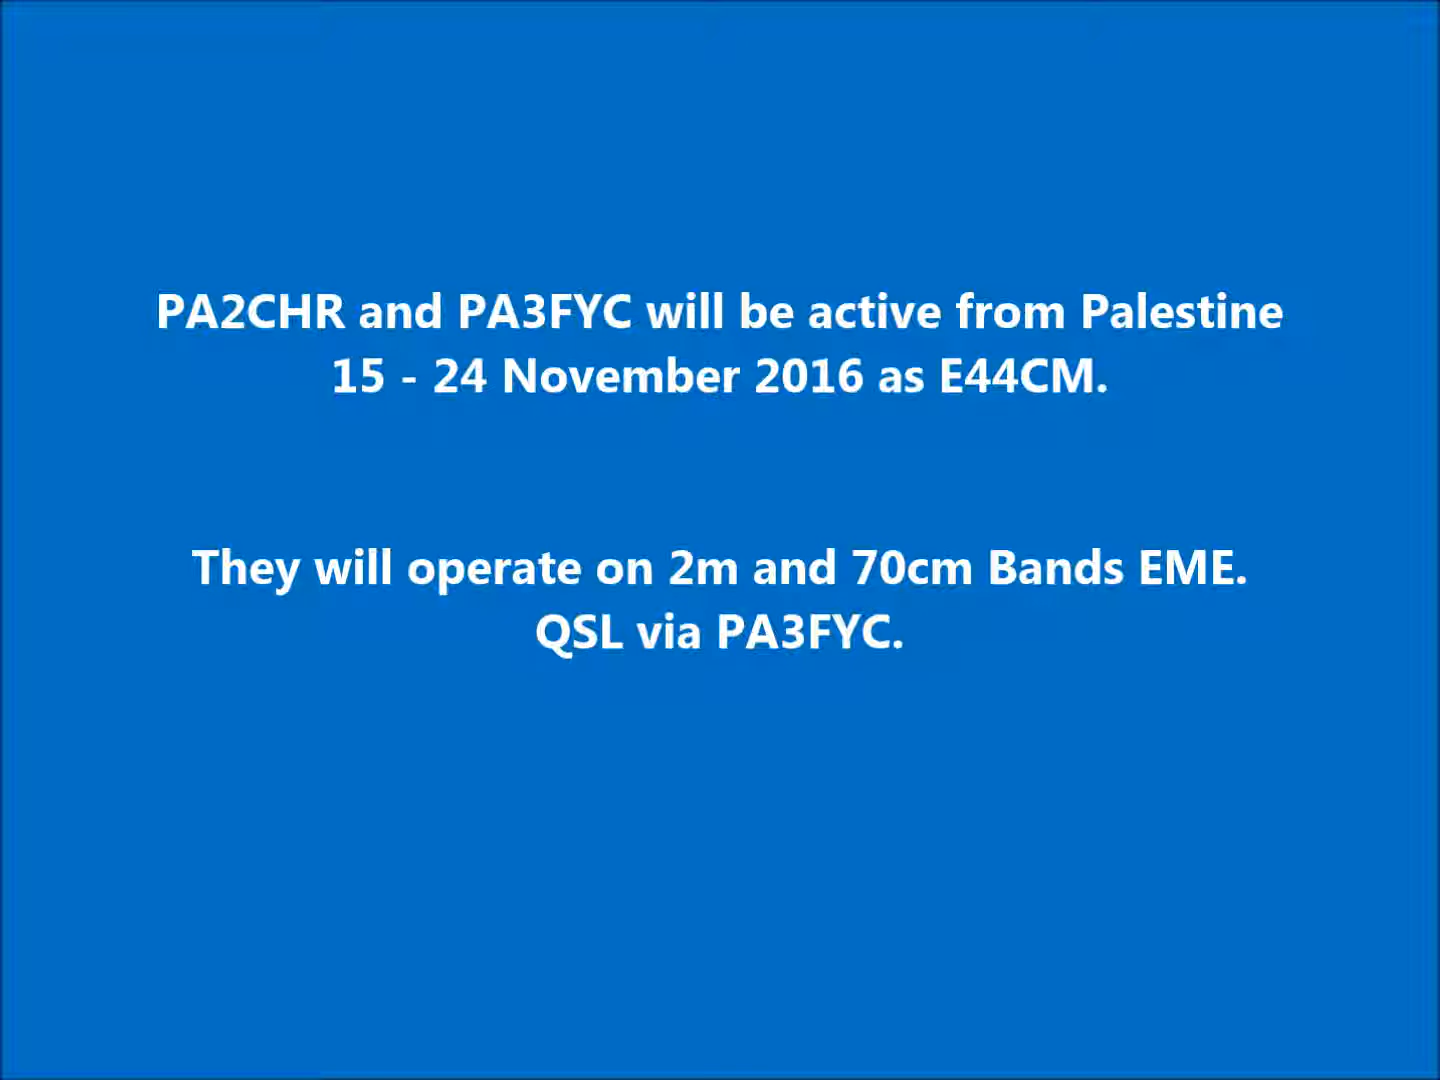 PA2CHR and PA3FYC will be active from Palestine
15 - 24 November 2016 as E44CM.
They will operate on 2m and 70cm Bands EME.
QSL via PA3FYC.